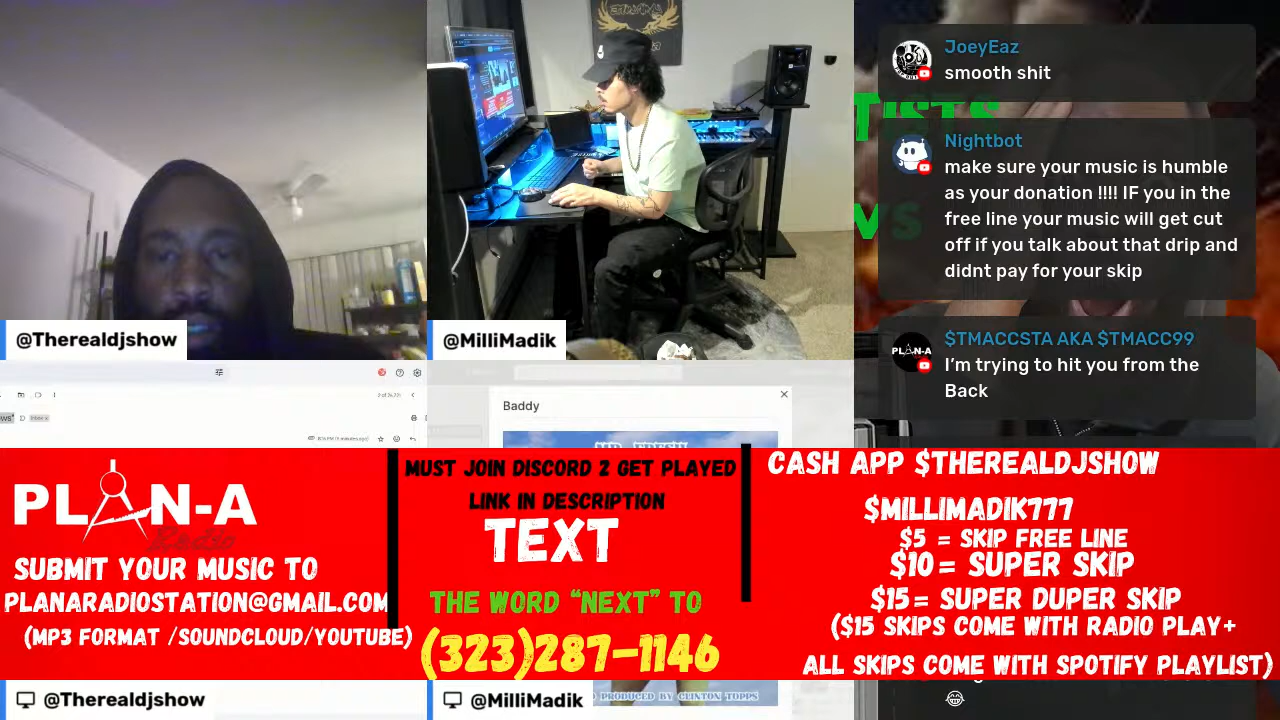 JoeyEaz
smooth shit
Nightbot
make sure your music is humble
as your donation !!!! IF you in the
free line your music will get cut
off if you talk about that drip and
didnt pay for your skip
$TMACCSTA AKA $TMACC99
I'm trying to hit you from the
Back
PLAN-A
@Therealdjshow
@MilliMadik
Baddy
PLAN-A
Radio
SUBMIT YOUR MUSIC TO
PLANARADIOSTATION@GMAIL.COM
(MP3 FORMAT /SOUNDCLOUD/YOUTUBE)
MUST JOIN DISCORD 2 GET PLAYED
LINK IN DESCRIPTION
TEXT
THE WORD “NEXT” TO
(323)287-1146
CASH APP $THEREALDJSHOW
$MILLIMADIK777
$5 = SKIP FREE LINE
$10 = SUPER SKIP
$15 = SUPER DUPER SKIP
($15 SKIPS COME WITH RADIO PLAY+
ALL SKIPS COME WITH SPOTIFY PLAYLIST)
@Therealdjshow
@MilliMadik
PRODUCED BY CLINTON TOPPS